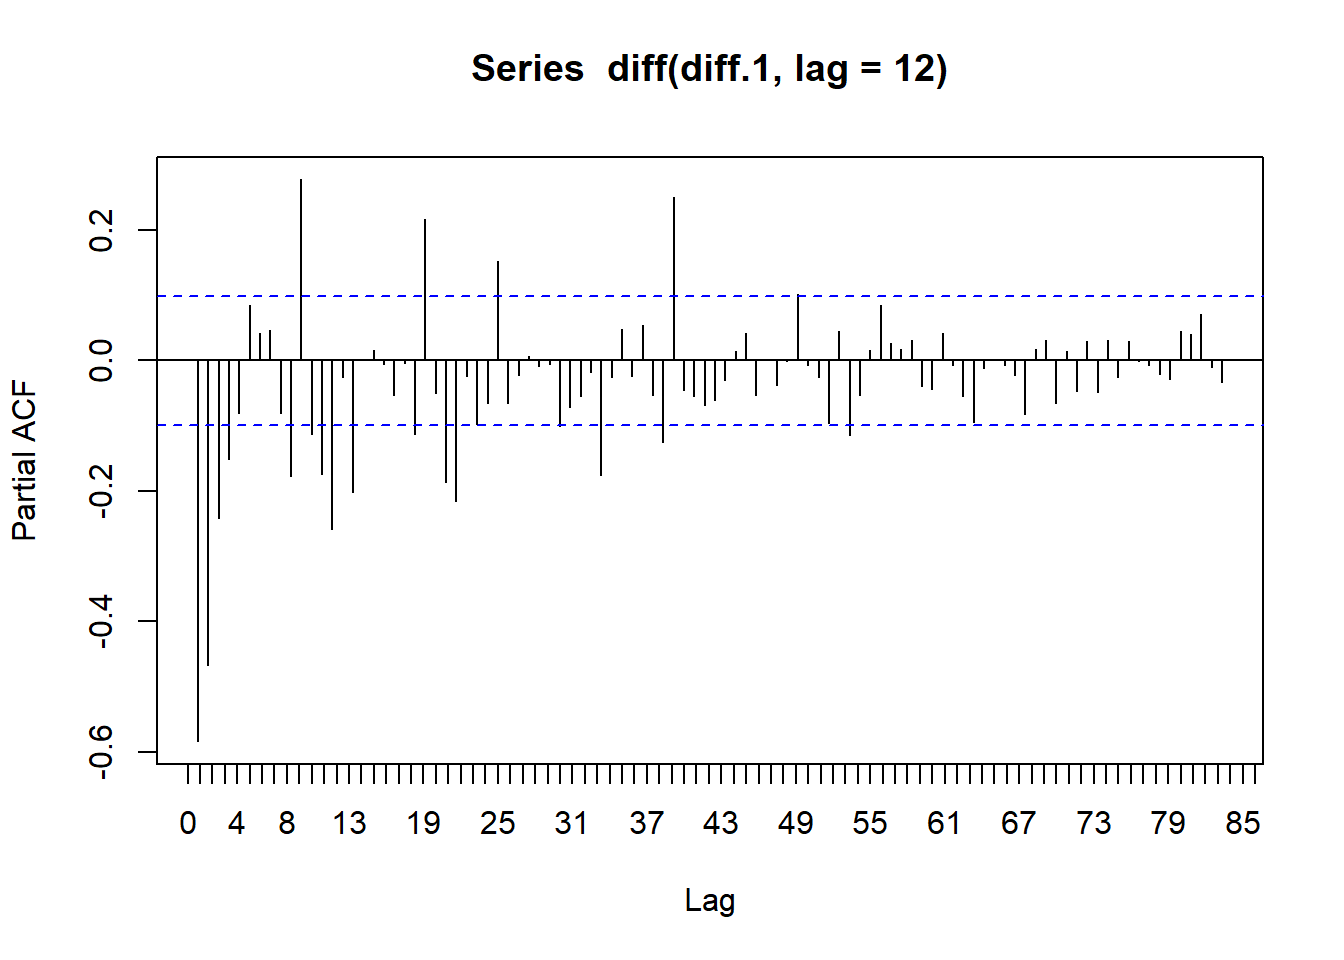 Series  diff(diff.1, lag = 12)
Partial ACF
0.2
0.0
-0.2
-0.4
-0.6
0 4 8 13 19 25 31 37 43 49 55 61 67 73 79 85
Lag